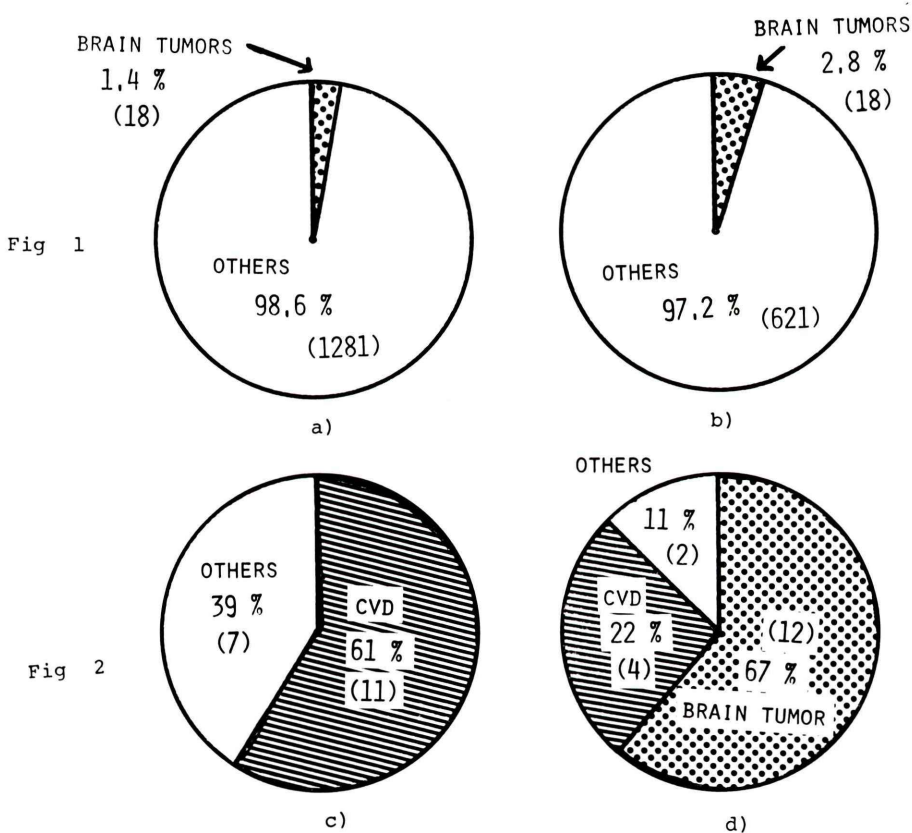 BRAIN TUMORS
1.4 %
(18)
OTHERS
98.6 %
(1281)
a)
BRAIN TUMORS
2.8 %
(18)
OTHERS
97.2 % (621)
b)
Fig 1
OTHERS
39 %
(7)
CVD
61 %
(11)
c)
OTHERS
11 %
(2)
CVD
22 %
(4)
(12)
67 %
BRAIN TUMOR
d)
Fig 2